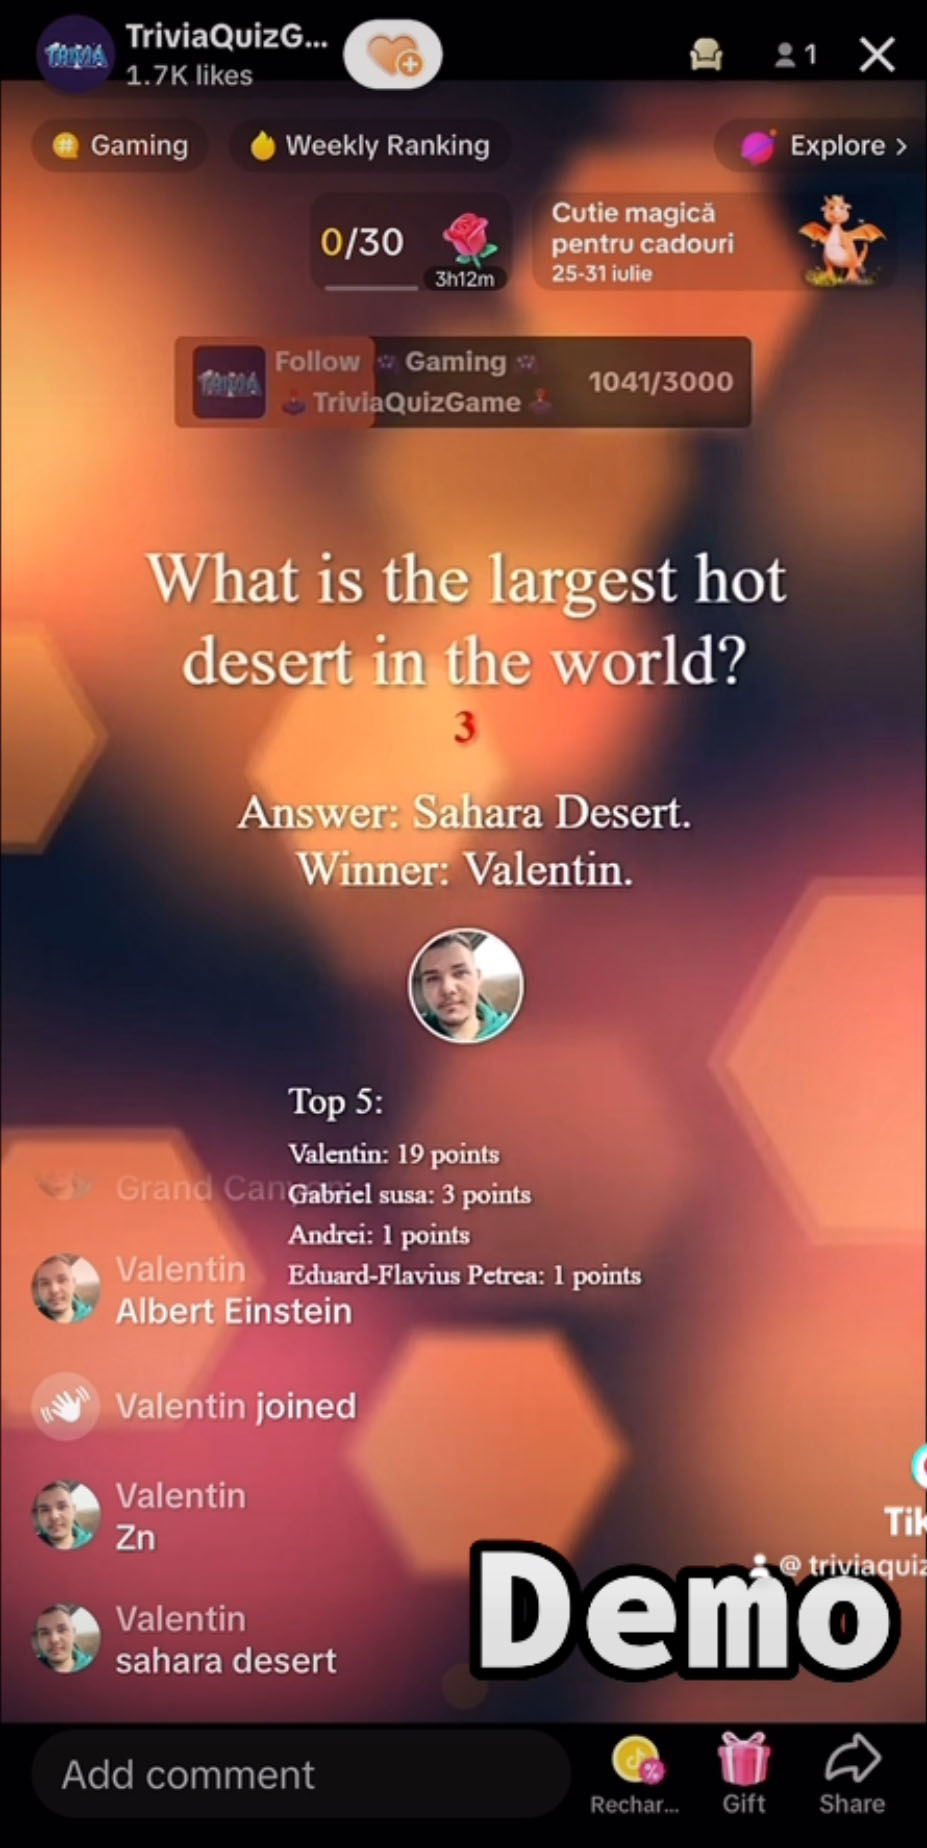 TRIVIA
TriviaQuizG...
1.7K likes
1
Gaming
Weekly Ranking
Explore >
0/30
3h12m
Cutie magică
pentru cadouri
25-31 iulie
TRIVIA
Follow Gaming
TriviaQuizGame
1041/3000
What is the largest hot
desert in the world?
3
Answer: Sahara Desert.
Winner: Valentin.
Top 5:
Valentin: 19 points
Gabriel susa: 3 points
Andrei: 1 points
Eduard-Flavius Petrea: 1 points
Grand Canyon
Valentin
Albert Einstein
Valentin joined
Valentin
Zn
Valentin
sahara desert
Tik
@ triviaquiz
Demo
Add comment
Rechar...
Gift
Share